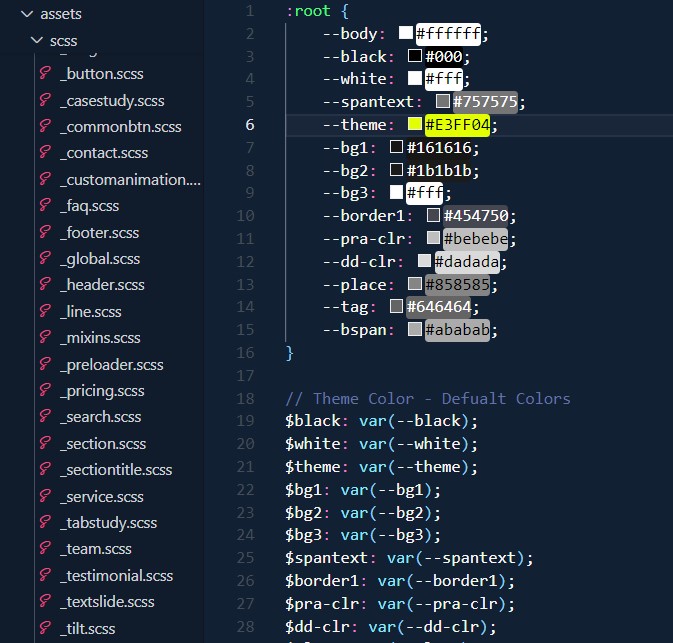 assets
scss
_button.scss
_casestudy.scss
_commonbtn.scss
_contact.scss
_customanimation....
_faq.scss
_footer.scss
_global.scss
_header.scss
_line.scss
_mixins.scss
_preloader.scss
_pricing.scss
_search.scss
_section.scss
_sectiontitle.scss
_service.scss
_tabstudy.scss
_team.scss
_testimonial.scss
_textslide.scss
_tilt.scss
1 :root {
2 --body: #ffffff;
3 --black: #000;
4 --white: #fff;
5 --spantext: #757575;
6 --theme: #E3FF04;
7 --bg1: #161616;
8 --bg2: #1b1b1b;
9 --bg3: #fff;
10 --border1: #454750;
11 --pra-clr: #bebebe;
12 --dd-clr: #dadada;
13 --place: #858585;
14 --tag: #646464;
15 --bspan: #ababab;
16 }
17
18 // Theme Color - Defualt Colors
19 $black: var(--black);
20 $white: var(--white);
21 $theme: var(--theme);
22 $bg1: var(--bg1);
23 $bg2: var(--bg2);
24 $bg3: var(--bg3);
25 $spantext: var(--spantext);
26 $border1: var(--border1);
27 $pra-clr: var(--pra-clr);
28 $dd-clr: var(--dd-clr);